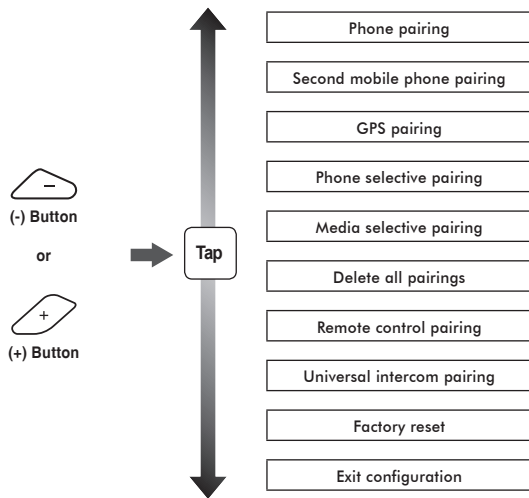 Phone pairing
Second mobile phone pairing
GPS pairing
Phone selective pairing
Media selective pairing
Delete all pairings
Remote control pairing
Universal intercom pairing
Factory reset
Exit configuration
−
(-) Button
or
+
(+) Button
Tap